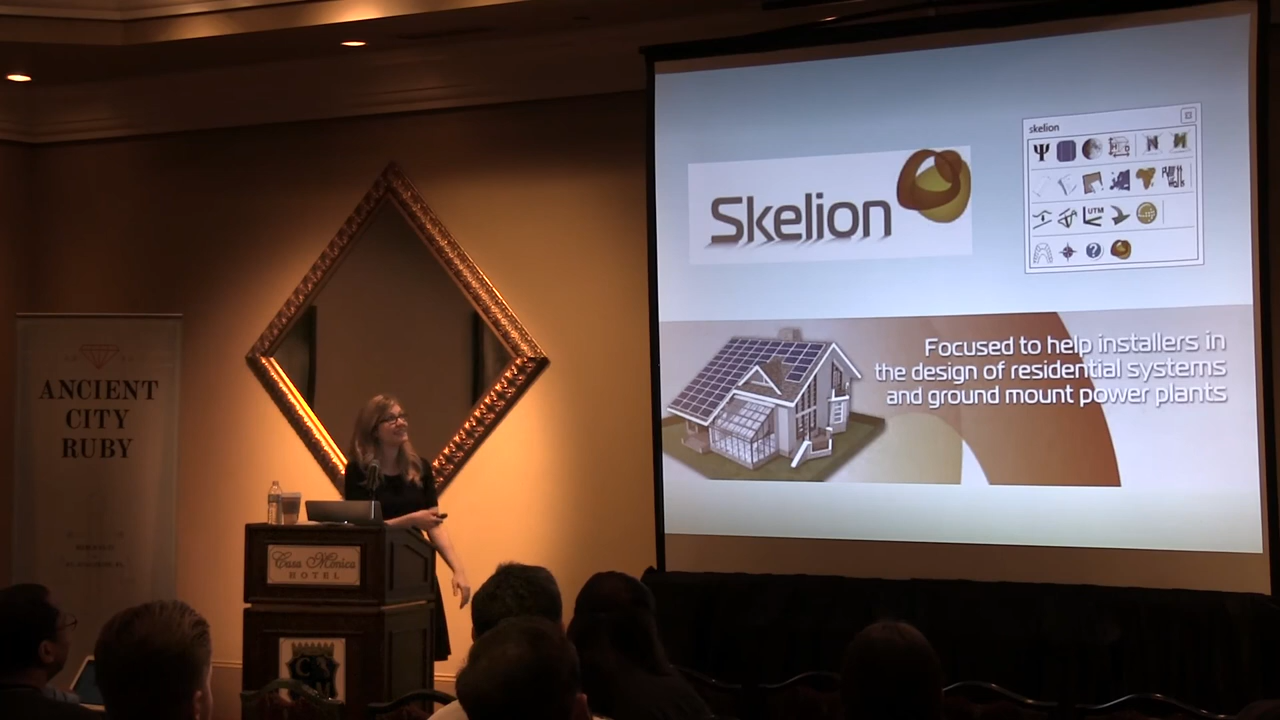 ANCIENT
CITY
RUBY
Casa Monica
HOTEL
Skelion
skelion
UTM
Focused to help installers in
the design of residential systems
and ground mount power plants